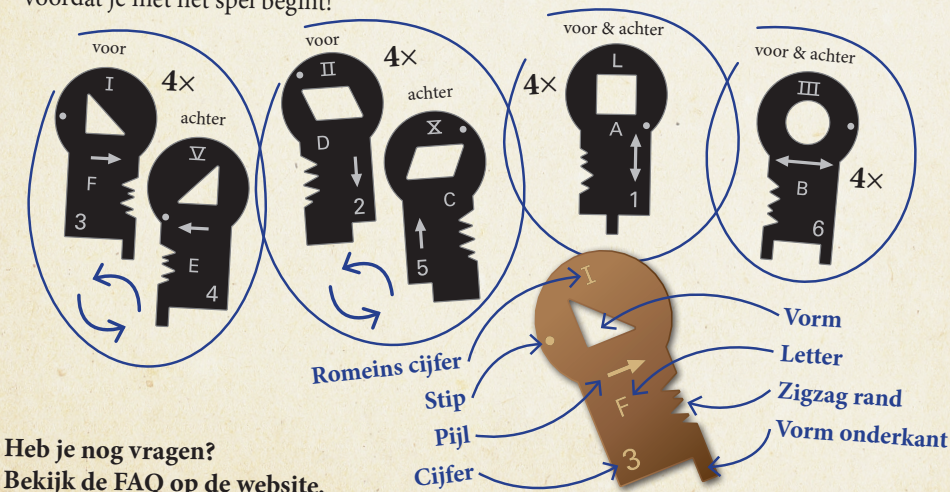 voordat je met het spel begint!
voor
I
4×
F
3
achter
V
E
4
voor
II
4×
D
2
achter
X
C
5
voor & achter
4×
L
A
1
voor & achter
III
4×
B
6
I
F
3
Romeins cijfer
Stip
Pijl
Cijfer
Vorm
Letter
Zigzag rand
Vorm onderkant
Heb je nog vragen?
Bekijk de FAQ op de website.